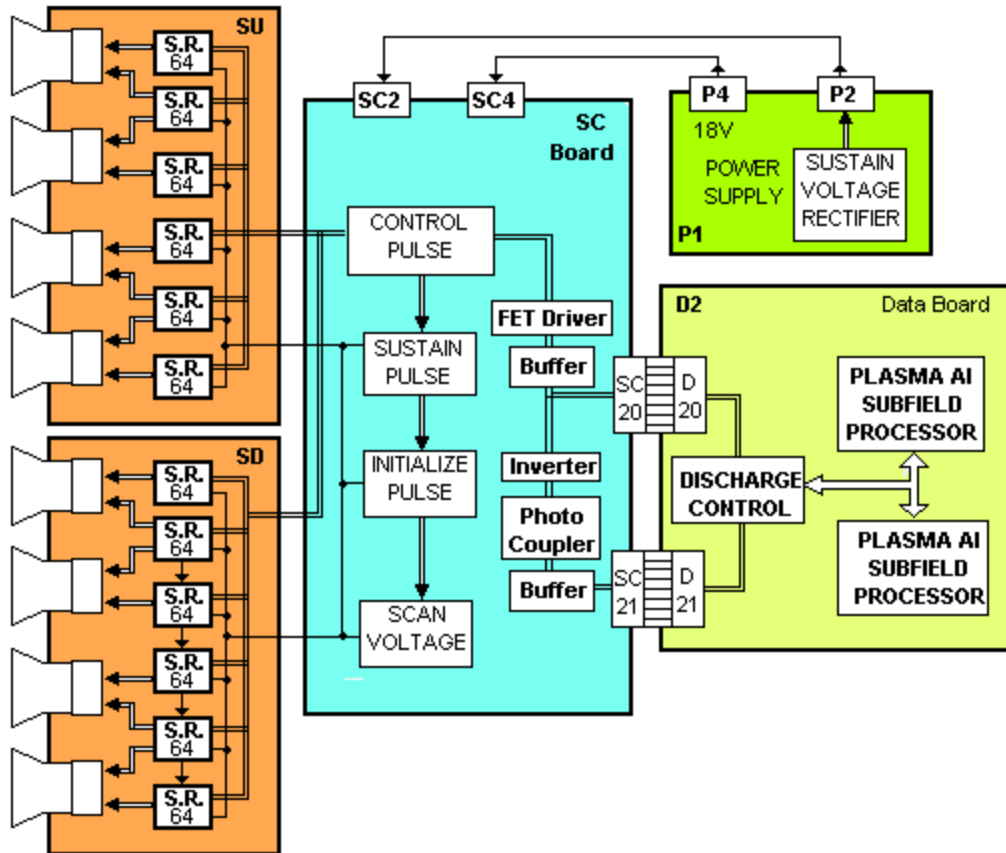 SU
S.R.
64
S.R.
64
S.R.
64
S.R.
64
S.R.
64
S.R.
64
SD
S.R.
64
S.R.
64
S.R.
64
S.R.
64
S.R.
64
S.R.
64
SC2
SC4
SC
Board
CONTROL
PULSE
SUSTAIN
PULSE
INITIALIZE
PULSE
SCAN
VOLTAGE
FET Driver
Buffer
Inverter
Photo
Coupler
Buffer
SC
20
D
20
SC
21
D
21
P4
P2
18V
POWER
SUPPLY
SUSTAIN
VOLTAGE
RECTIFIER
P1
D2
Data Board
PLASMA AI
SUBFIELD
PROCESSOR
DISCHARGE
CONTROL
PLASMA AI
SUBFIELD
PROCESSOR